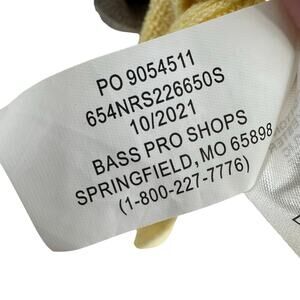 PO 9054511
654NRS226650S
10/2021
BASS PRO SHOPS
SPRINGFIELD, MO 65898
(1-800-227-7776)